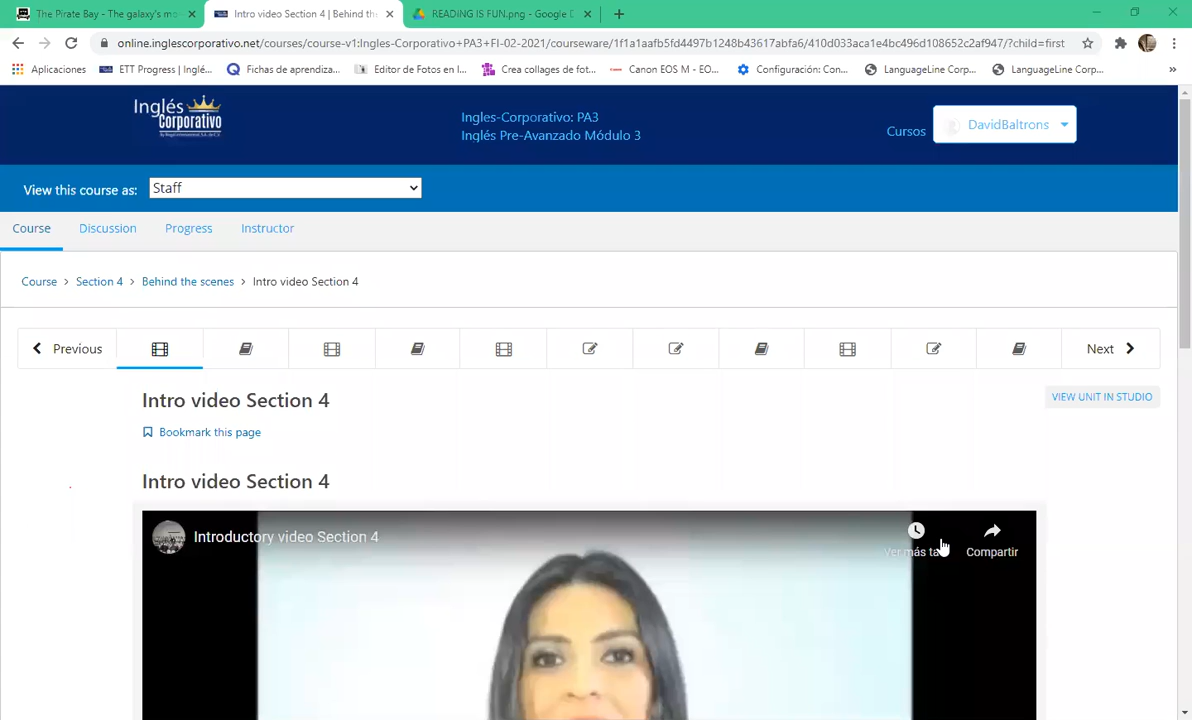 The Pirate Bay - The galaxy's mo
Intro video Section 4 | Behind th
READING IS FUN.png - Google D
online.inglescorporativo.net/courses/course-v1:Ingles-Corporativo+PA3+FI-02-2021/courseware/1f1a1aafb5fd4497b1248b43617abfa6/410d033aca1e4bc496d108652c2af947/?child=first
Aplicaciones
ETT Progress | Inglé...
Fichas de aprendiza...
Editor de Fotos en l...
Crea collages de fot...
Canon EOS M - EO...
Configuración: Con...
LanguageLine Corp...
LanguageLine Corp...
Inglés
Corporativo
Ingles-Corporativo: PA3
Inglés Pre-Avanzado Módulo 3
Cursos
DavidBaltrons
View this course as:
Staff
Course
Discussion
Progress
Instructor
Course > Section 4 > Behind the scenes > Intro video Section 4
Previous
Next
Intro video Section 4
VIEW UNIT IN STUDIO
Bookmark this page
Intro video Section 4
Introductory video Section 4
Ver más ta
Compartir